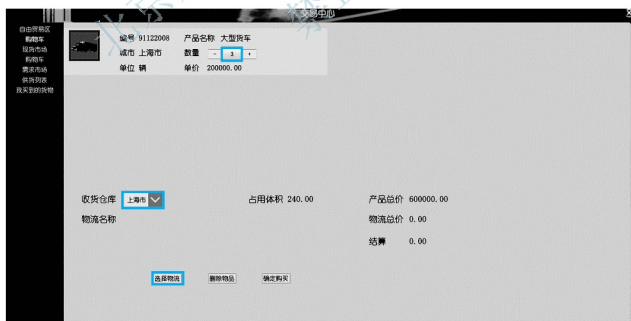 交易中心
自由贸易区
购物车
现货市场
购物车
需求市场
供货列表
我买到的货物
编号 91122008 产品名称 大型货车
城市 上海市 数量 - 3 +
单位 辆 单价 200000.00
收货仓库 上海市 占用体积 240.00 产品总价 600000.00
物流名称 物流总价 0.00
结算 0.00
选择物流 删除物品 确定购买